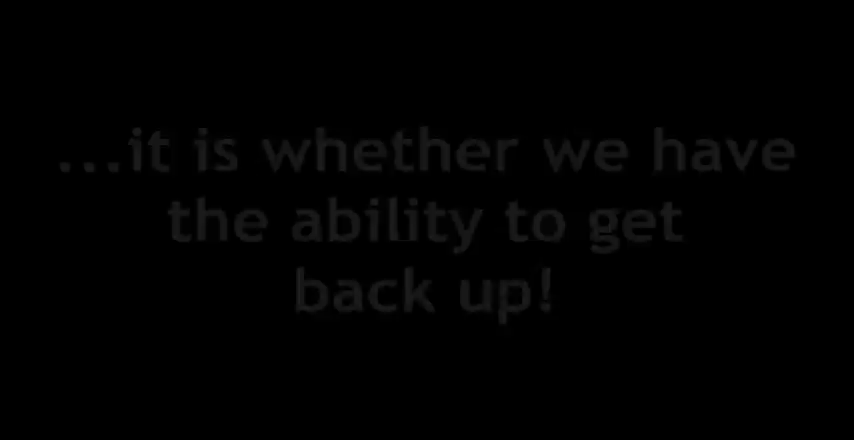 ...it is whether we have
the ability to get
back up!